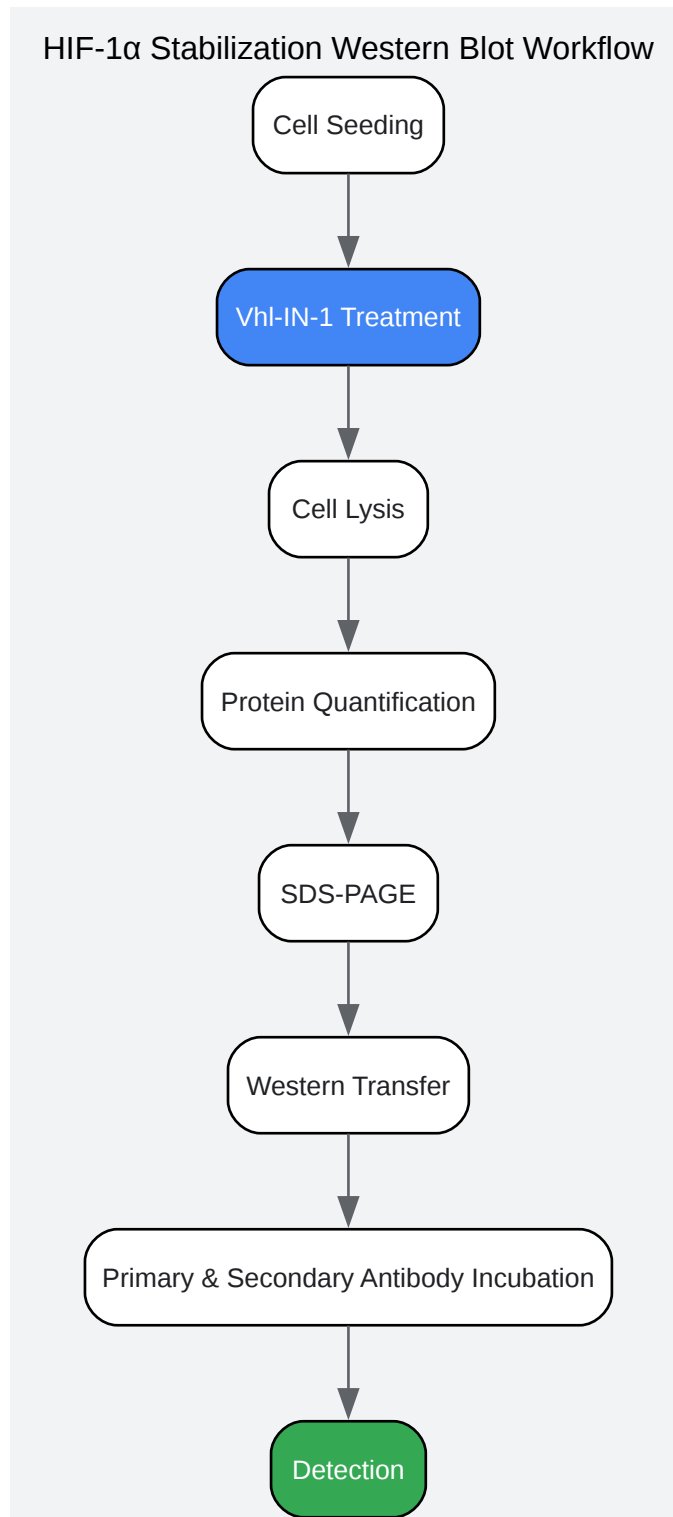 HIF-1α Stabilization Western Blot Workflow
Cell Seeding
Vhl-IN-1 Treatment
Cell Lysis
Protein Quantification
SDS-PAGE
Western Transfer
Primary & Secondary Antibody Incubation
Detection